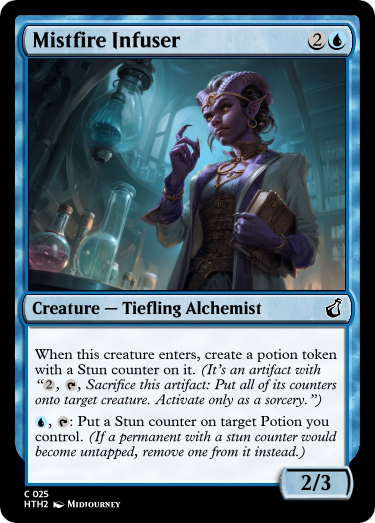 Mistfire Infuser 2
Creature — Tiefling Alchemist
When this creature enters, create a potion token
with a Stun counter on it. (It's an artifact with
“2, , Sacrifice this artifact: Put all of its counters
onto target creature. Activate only as a sorcery.”)
, : Put a Stun counter on target Potion you
control. (If a permanent with a stun counter would
become untapped, remove one from it instead.)
2/3
C 025
HTH2 Midjourney